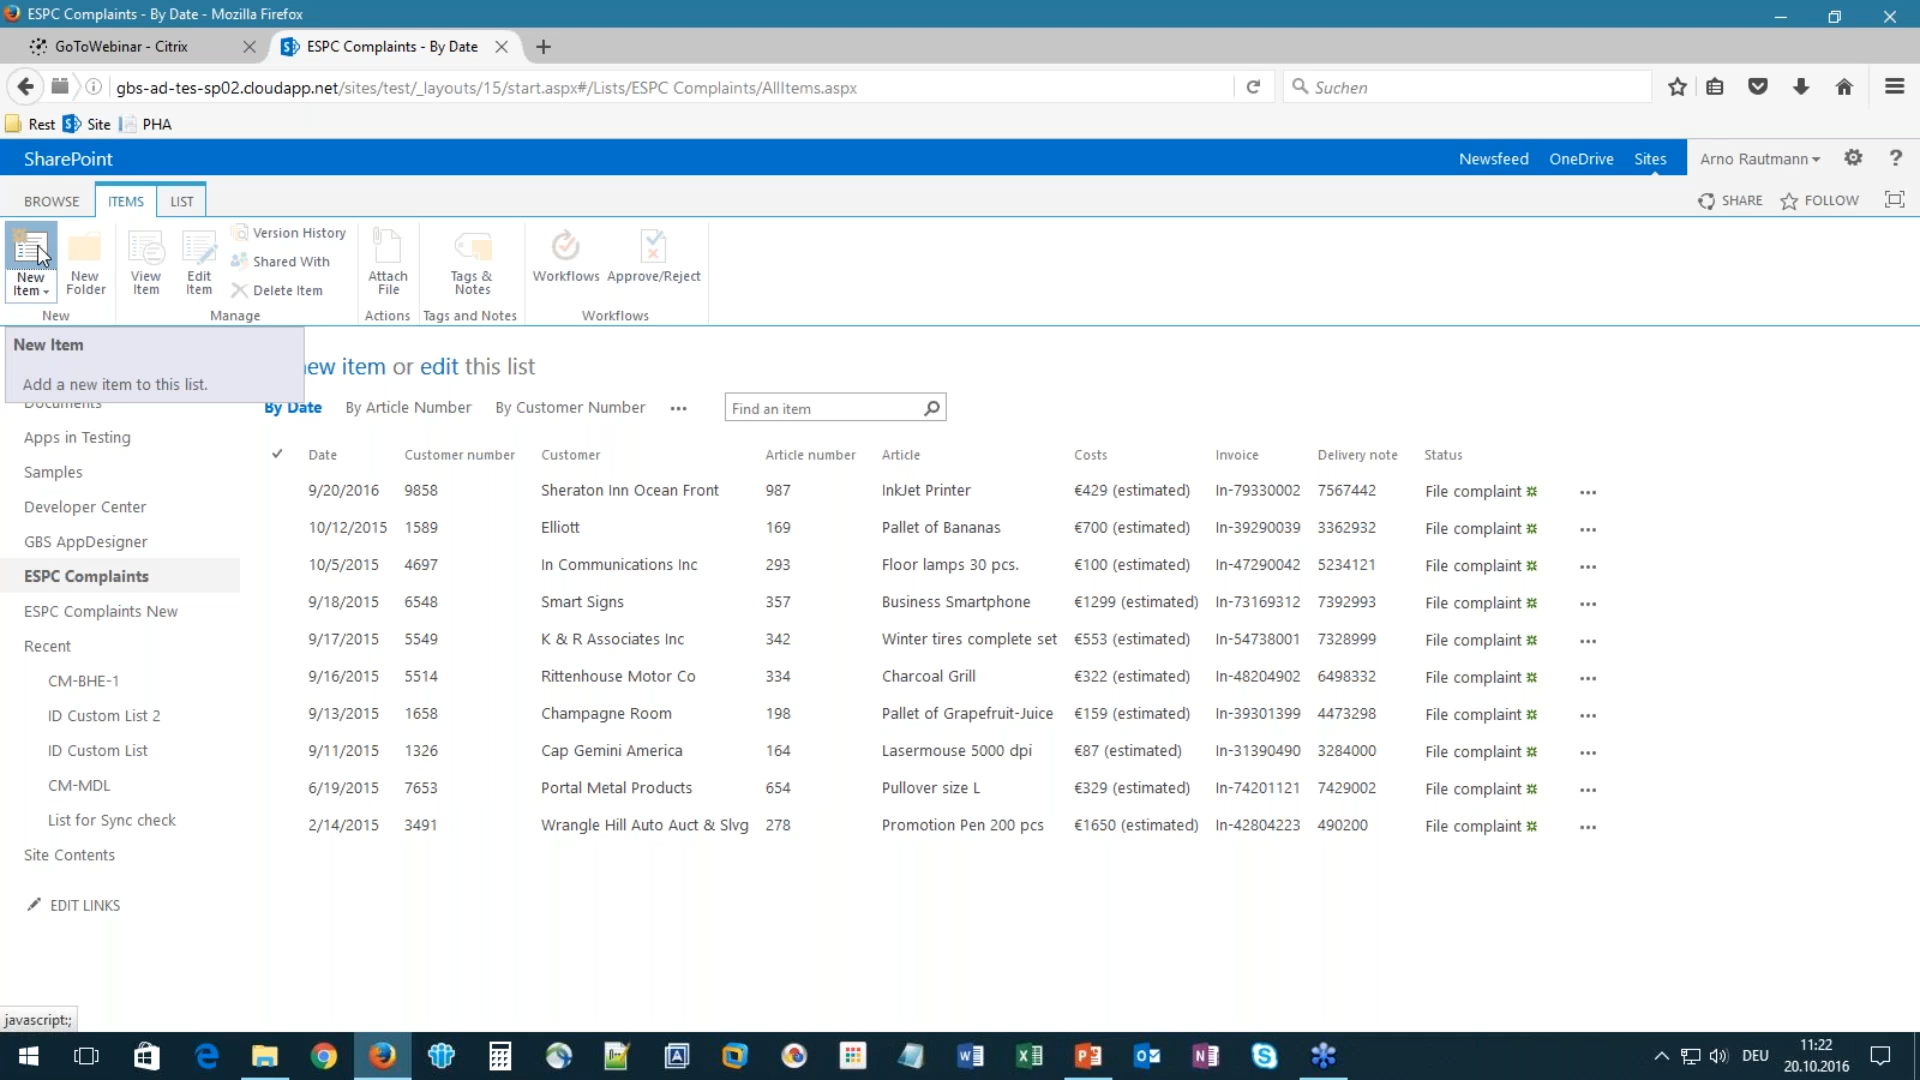 ESPC Complaints - By Date - Mozilla Firefox
GoToWebinar - Citrix
ESPC Complaints - By Date
gbs-ad-tes-sp02.cloudapp.net/sites/test/_layouts/15/start.aspx#/Lists/ESPC Complaints/AllItems.aspx
Suchen
Rest Site PHA
SharePoint
Newsfeed OneDrive Sites Arno Rautmann ?
BROWSE ITEMS LIST
SHARE FOLLOW
New Item
New Folder
View Item
Edit Item
Version History
Shared With
Delete Item
Attach File
Tags & Notes
Workflows
Approve/Reject
New Manage Actions Tags and Notes Workflows
New Item
Add a new item to this list.
new item or edit this list
By Date By Article Number By Customer Number ... Find an item
Documents
Apps in Testing
Samples
Developer Center
GBS AppDesigner
ESPC Complaints
ESPC Complaints New
Recent
CM-BHE-1
ID Custom List 2
ID Custom List
CM-MDL
List for Sync check
Site Contents
EDIT LINKS
Date Customer number Customer Article number Article Costs Invoice Delivery note Status
9/20/2016 9858 Sheraton Inn Ocean Front 987 InkJet Printer €429 (estimated) In-79330002 7567442 File complaint ...
10/12/2015 1589 Elliott 169 Pallet of Bananas €700 (estimated) In-39290039 3362932 File complaint ...
10/5/2015 4697 In Communications Inc 293 Floor lamps 30 pcs. €100 (estimated) In-47290042 5234121 File complaint ...
9/18/2015 6548 Smart Signs 357 Business Smartphone €1299 (estimated) In-73169312 7392993 File complaint ...
9/17/2015 5549 K & R Associates Inc 342 Winter tires complete set €553 (estimated) In-54738001 7328999 File complaint ...
9/16/2015 5514 Rittenhouse Motor Co 334 Charcoal Grill €322 (estimated) In-48204902 6498332 File complaint ...
9/13/2015 1658 Champagne Room 198 Pallet of Grapefruit-Juice €159 (estimated) In-39301399 4473298 File complaint ...
9/11/2015 1326 Cap Gemini America 164 Lasermouse 5000 dpi €87 (estimated) In-31390490 3284000 File complaint ...
6/19/2015 7653 Portal Metal Products 654 Pullover size L €329 (estimated) In-74201121 7429002 File complaint ...
2/14/2015 3491 Wrangle Hill Auto Auct & Slvg 278 Promotion Pen 200 pcs €1650 (estimated) In-42804223 490200 File complaint ...
javascript:;
DEU
11:22
20.10.2016